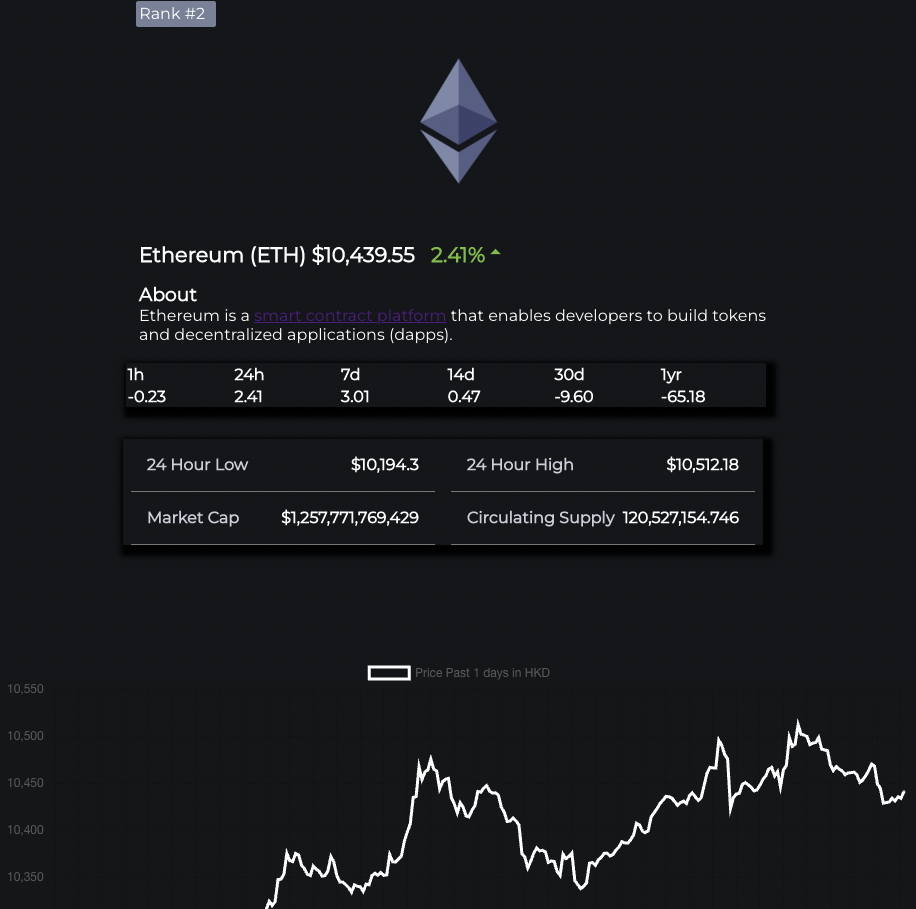 Rank #2
Ethereum (ETH) $10,439.55 2.41%
About
Ethereum is a smart contract platform that enables developers to build tokens
and decentralized applications (dapps).
1h 24h 7d 14d 30d 1yr
-0.23 2.41 3.01 0.47 -9.60 -65.18
24 Hour Low $10,194.3 24 Hour High $10,512.18
Market Cap $1,257,771,769,429 Circulating Supply 120,527,154.746
Price Past 1 days in HKD
10,550
10,500
10,450
10,400
10,350